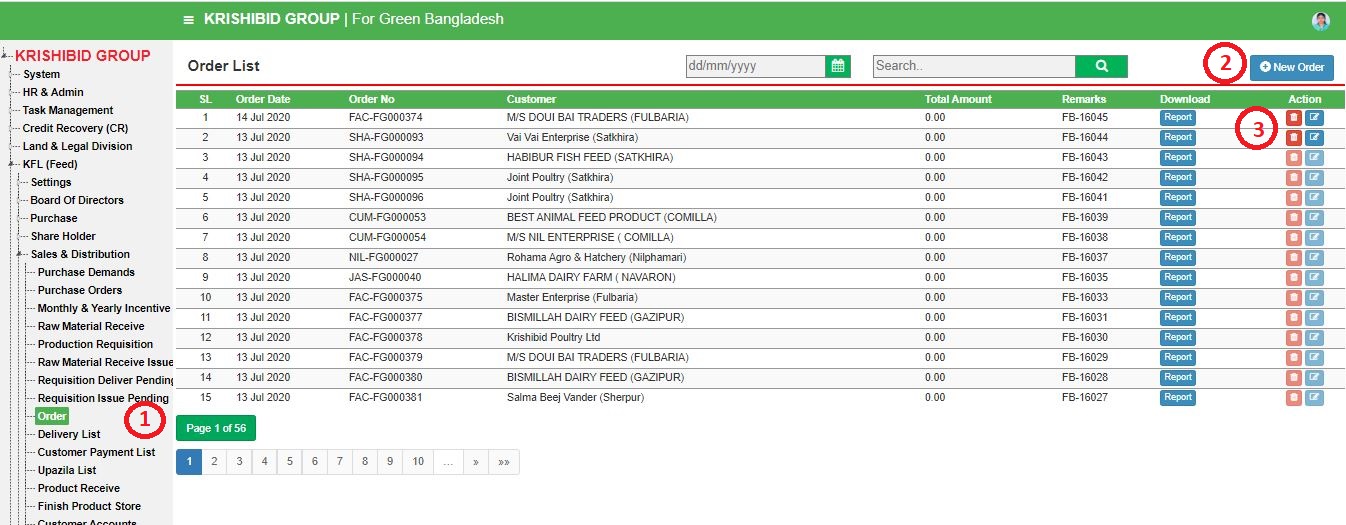 ≡ KRISHIBID GROUP | For Green Bangladesh
KRISHIBID GROUP
System
HR & Admin
Task Management
Credit Recovery (CR)
Land & Legal Division
KFL (Feed)
Settings
Board Of Directors
Purchase
Share Holder
Sales & Distribution
Purchase Demands
Purchase Orders
Monthly & Yearly Incentive
Raw Material Receive
Production Requisition
Raw Material Receive Issue
Requisition Deliver Pending
Requisition Issue Pending
Order
1
Delivery List
Customer Payment List
Upazila List
Product Receive
Finish Product Store
Customer Accounts
Order List dd/mm/yyyy Search.. 2 New Order
SL Order Date Order No Customer Total Amount Remarks Download Action
1 14 Jul 2020 FAC-FG000374 M/S DOUI BAI TRADERS (FULBARIA) 0.00 FB-16045 Report
3
2 13 Jul 2020 SHA-FG000093 Vai Vai Enterprise (Satkhira) 0.00 FB-16044 Report
3 13 Jul 2020 SHA-FG000094 HABIBUR FISH FEED (SATKHIRA) 0.00 FB-16043 Report
4 13 Jul 2020 SHA-FG000095 Joint Poultry (Satkhira) 0.00 FB-16042 Report
5 13 Jul 2020 SHA-FG000096 Joint Poultry (Satkhira) 0.00 FB-16041 Report
6 13 Jul 2020 CUM-FG000053 BEST ANIMAL FEED PRODUCT (COMILLA) 0.00 FB-16039 Report
7 13 Jul 2020 CUM-FG000054 M/S NIL ENTERPRISE ( COMILLA) 0.00 FB-16038 Report
8 13 Jul 2020 NIL-FG000027 Rohama Agro & Hatchery (Nilphamari) 0.00 FB-16037 Report
9 13 Jul 2020 JAS-FG000040 HALIMA DAIRY FARM ( NAVARON) 0.00 FB-16035 Report
10 13 Jul 2020 FAC-FG000375 Master Enterprise (Fulbaria) 0.00 FB-16033 Report
11 13 Jul 2020 FAC-FG000377 BISMILLAH DAIRY FEED (GAZIPUR) 0.00 FB-16031 Report
12 13 Jul 2020 FAC-FG000378 Krishibid Poultry Ltd 0.00 FB-16030 Report
13 13 Jul 2020 FAC-FG000379 M/S DOUI BAI TRADERS (FULBARIA) 0.00 FB-16029 Report
14 13 Jul 2020 FAC-FG000380 BISMILLAH DAIRY FEED (GAZIPUR) 0.00 FB-16028 Report
15 13 Jul 2020 FAC-FG000381 Salma Beej Vander (Sherpur) 0.00 FB-16027 Report
Page 1 of 56
1 2 3 4 5 6 7 8 9 10 ... » »»